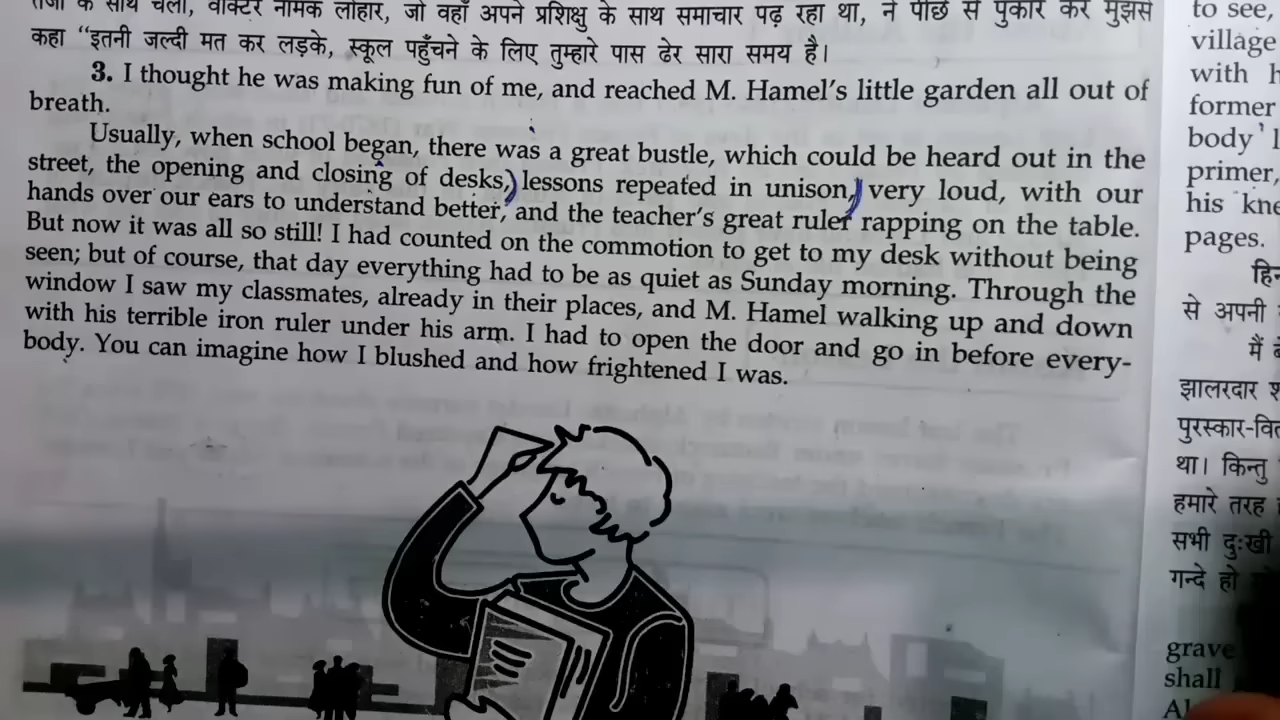 के साथ चला, वाक्टर नामक लोहार, जो वहाँ अपने प्रशिक्षु के साथ समाचार पढ़ रहा था, ने पीछे से पुकार कर मुझसे
कहा “इतनी जल्दी मत कर लड़के, स्कूल पहुँचने के लिए तुम्हारे पास ढेर सारा समय है।
3. I thought he was making fun of me, and reached M. Hamel’s little garden all out of
breath.
Usually, when school began, there was a great bustle, which could be heard out in the
street, the opening and closing of desks, lessons repeated in unison, very loud, with our
hands over our ears to understand better, and the teacher’s great ruler rapping on the table.
But now it was all so still! I had counted on the commotion to get to my desk without being
seen; but of course, that day everything had to be as quiet as Sunday morning. Through the
window I saw my classmates, already in their places, and M. Hamel walking up and down
with his terrible iron ruler under his arm. I had to open the door and go in before every-
body. You can imagine how I blushed and how frightened I was.
to see,
village
with
former
body
primer,
his
pages.
से अपनी
मैं
झालरदार
था। किन्तु
हमारे तरह
सभी दुःखी
गन्दे हो
grave
shall